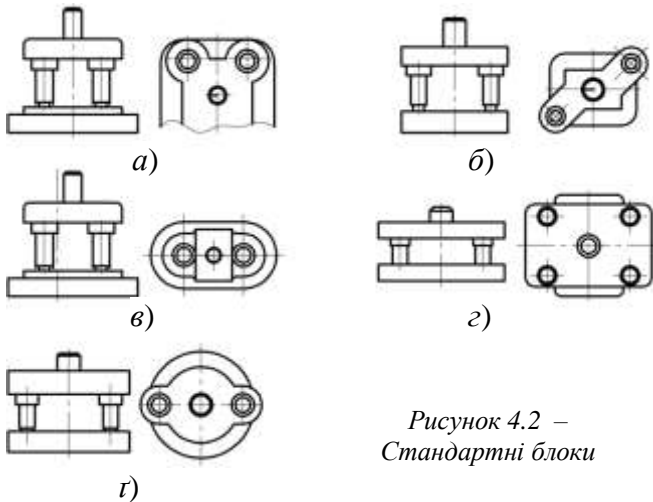 а)
б)
в)
г)
ґ)
Рисунок 4.2 –
Стандартні блоки